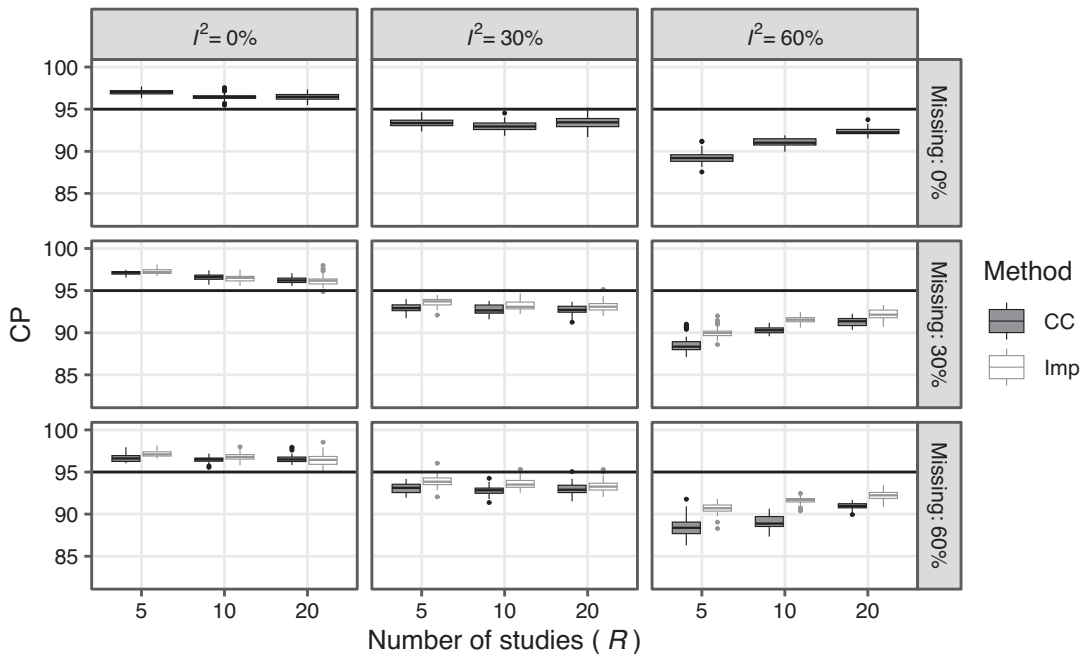 I² = 0%
I² = 30%
I² = 60%
100
95
90
85
Missing: 0%
100
95
90
85
Missing: 30%
100
95
90
85
Missing: 60%
CP
5 10 20
5 10 20
5 10 20
Number of studies ( R )
Method
CC
Imp